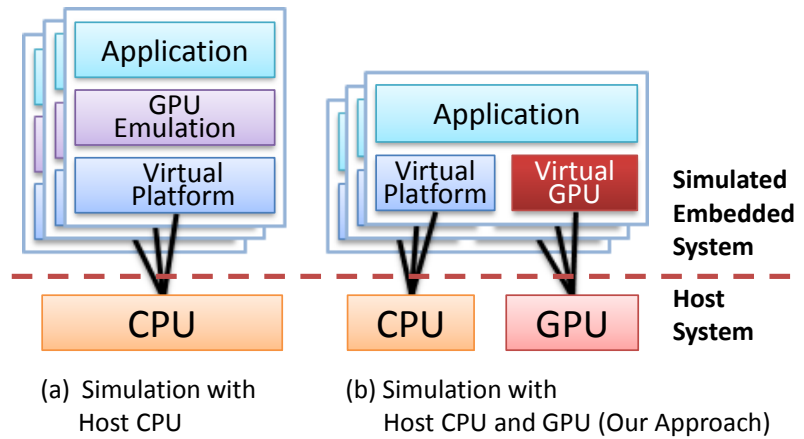 Application
GPU
Emulation
Virtual
Platform
CPU
(a) Simulation with
Host CPU
Application
Virtual
Platform
Virtual
GPU
CPU
GPU
(b) Simulation with
Host CPU and GPU (Our Approach)
Simulated
Embedded
System
Host
System